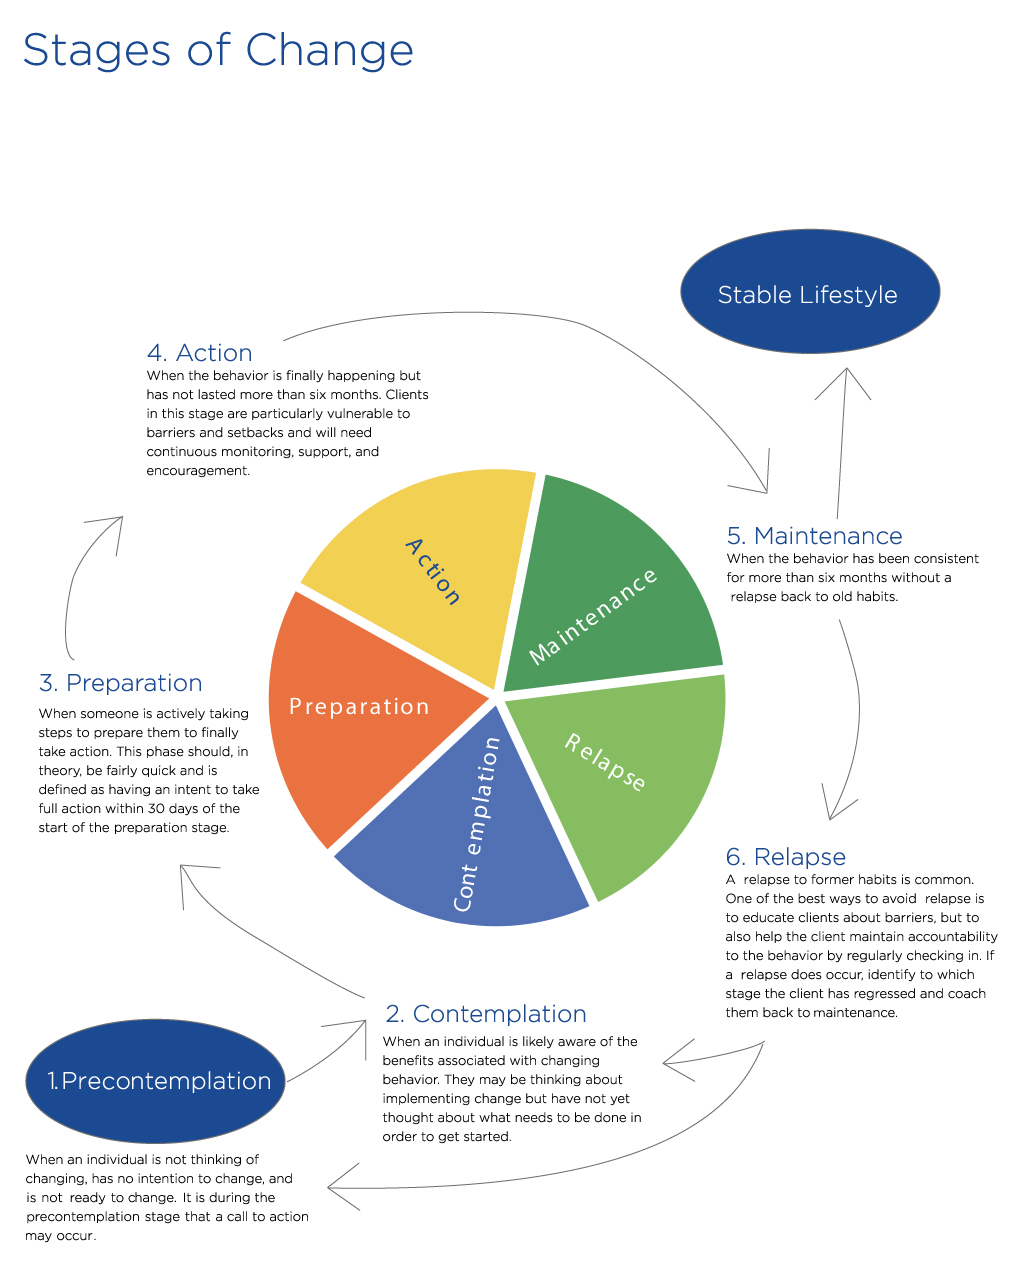 Stages of Change
Stable Lifestyle
4. Action
When the behavior is finally happening but
has not lasted more than six months. Clients
in this stage are particularly vulnerable to
barriers and setbacks and will need
continuous monitoring, support, and
encouragement.
5. Maintenance
When the behavior has been consistent
for more than six months without a
relapse back to old habits.
Action
Maintenance
Preparation
Relapse
Cont emplation
3. Preparation
When someone is actively taking
steps to prepare them to finally
take action. This phase should, in
theory, be fairly quick and is
defined as having an intent to take
full action within 30 days of the
start of the preparation stage.
6. Relapse
A relapse to former habits is common.
One of the best ways to avoid relapse is
to educate clients about barriers, but to
also help the client maintain accountability
to the behavior by regularly checking in. If
a relapse does occur, identify to which
stage the client has regressed and coach
them back to maintenance.
2. Contemplation
When an individual is likely aware of the
benefits associated with changing
behavior. They may be thinking about
implementing change but have not yet
thought about what needs to be done in
order to get started.
1.Precontemplation
When an individual is not thinking of
changing, has no intention to change, and
is not ready to change. It is during the
precontemplation stage that a call to action
may occur.